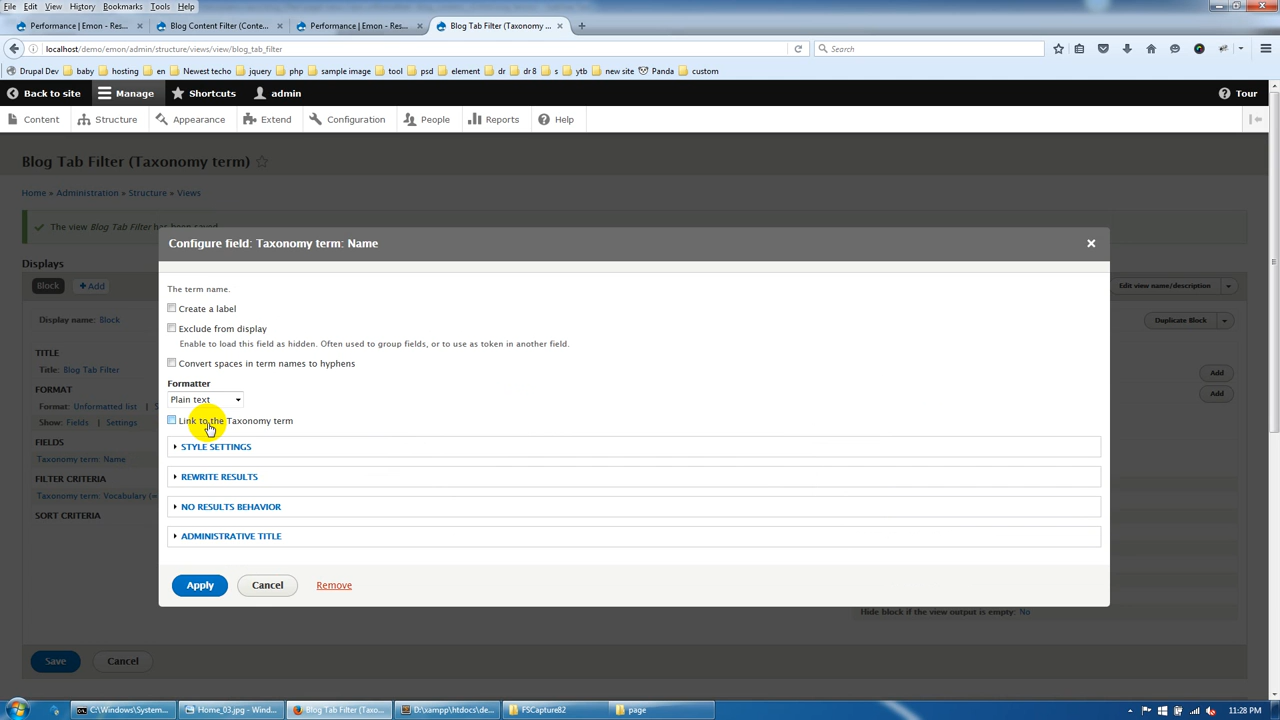 File Edit View History Bookmarks Tools Help
Performance | Emon - Res... × Blog Content Filter (Conte... × Performance | Emon - Res... × Blog Tab Filter (Taxonomy ... × +
localhost/demo/emon/admin/structure/views/view/blog_tab_filter Search
Drupal Dev baby hosting en Newest techo jquery php sample image tool psd element dr dr 8 s ytb new site Panda custom
Back to site Manage Shortcuts admin Tour
Content Structure Appearance Extend Configuration People Reports Help
Blog Tab Filter (Taxonomy term)
Home » Administration » Structure » Views
The view Blog Tab Filter has been saved.
Displays
Block + Add Edit view name/description
Display name: Block Duplicate Block
TITLE
Title: Blog Tab Filter Add
FORMAT
Add
Format: Unformatted list | S
Show: Fields | Settings
FIELDS
Taxonomy term: Name
FILTER CRITERIA
Taxonomy term: Vocabulary (=
SORT CRITERIA
Configure field: Taxonomy term: Name ×
The term name.
Create a label
Exclude from display
Enable to load this field as hidden. Often used to group fields, or to use as token in another field.
Convert spaces in term names to hyphens
Formatter
Plain text
Link to the Taxonomy term
STYLE SETTINGS
REWRITE RESULTS
NO RESULTS BEHAVIOR
ADMINISTRATIVE TITLE
Apply Cancel Remove
Hide block if the view output is empty: No
Save Cancel
C:\Windows\System... Home_03.jpg - Wind... Blog Tab Filter (Taxo... D:\xampp\htdocs\de... FSCapture82 page 11:28 PM